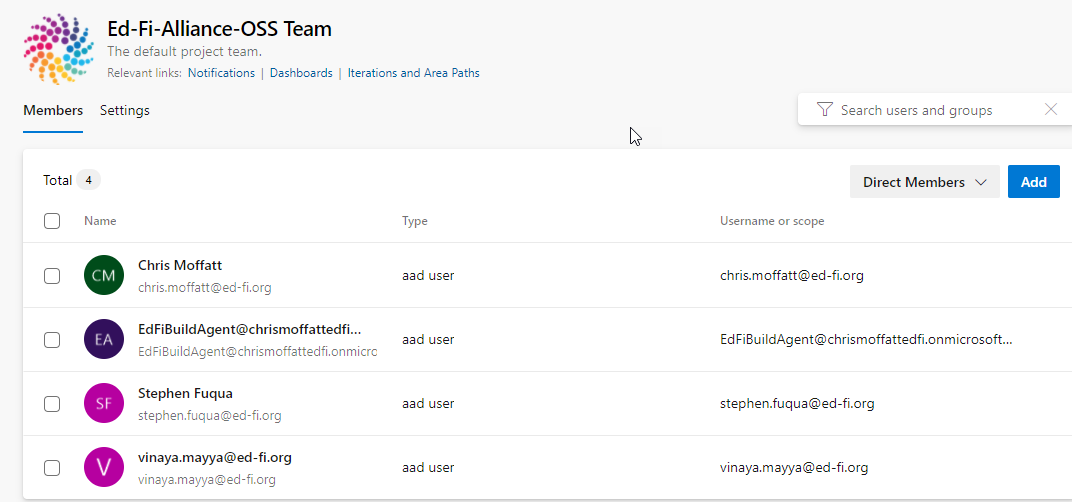 Ed-Fi-Alliance-OSS Team
The default project team.
Relevant links: Notifications | Dashboards | Iterations and Area Paths
Members Settings
Search users and groups
Total 4
Direct Members Add
Name Type Username or scope
CM Chris Moffatt
chris.moffatt@ed-fi.org
aad user chris.moffatt@ed-fi.org
EA EdFiBuildAgent@chrismoffattedfi...
EdFiBuildAgent@chrismoffattedfi.onmicrosc
aad user EdFiBuildAgent@chrismoffattedfi.onmicrosoft...
SF Stephen Fuqua
stephen.fuqua@ed-fi.org
aad user stephen.fuqua@ed-fi.org
V vinaya.mayya@ed-fi.org
vinaya.mayya@ed-fi.org
aad user vinaya.mayya@ed-fi.org